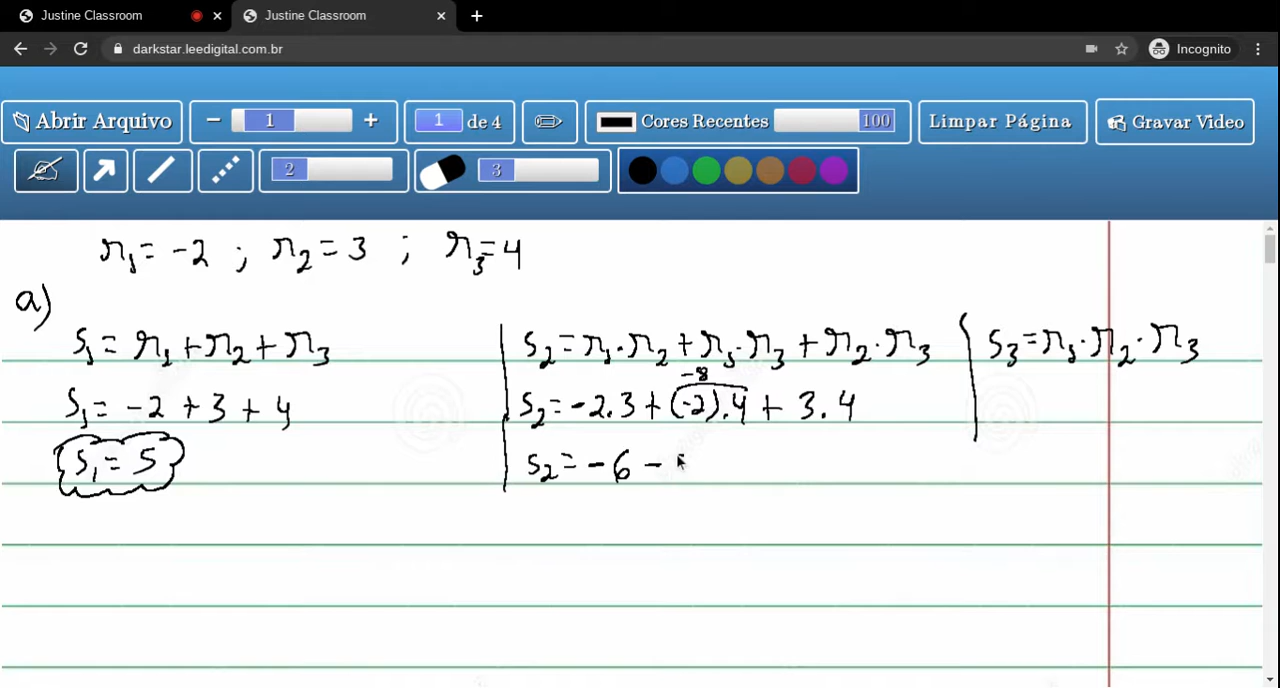 Justine Classroom
Justine Classroom
darkstar.leedigital.com.br
Incognito
Abrir Arquivo
− 1 +
1 de 4
Cores Recentes 100
Limpar Página
Gravar Video
2
3
r₁ = -2 ; r₂ = 3 ; r₃ = 4
a)
S₁ = r₁ + r₂ + r₃
S₁ = -2 + 3 + 4
S₁ = 5
S₂ = r₁ · r₂ + r₁ · r₃ + r₂ · r₃
-8
S₂ = -2.3 + (-2).4 + 3.4
S₂ = -6 -
S₃ = r₁ · r₂ · r₃